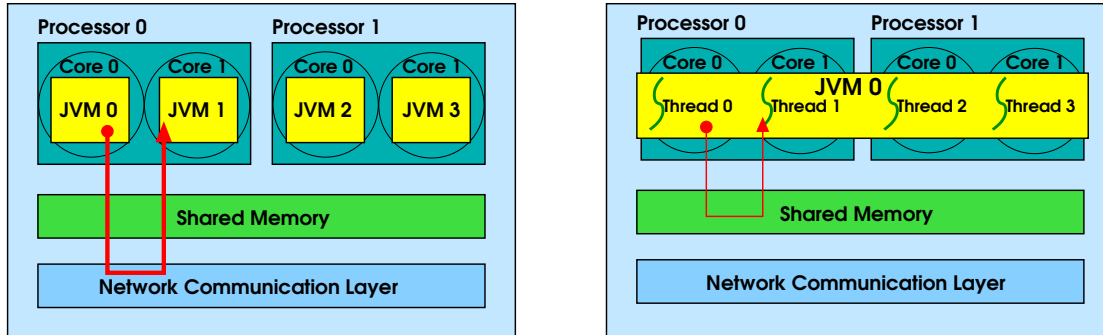 Processor 0 Processor 1
Core 0 Core 1 Core 0 Core 1
JVM 0 JVM 1 JVM 2 JVM 3
Shared Memory
Network Communication Layer
Processor 0 Processor 1
Core 0 Core 1 Core 0 Core 1
JVM 0
Thread 0 Thread 1 Thread 2 Thread 3
Shared Memory
Network Communication Layer